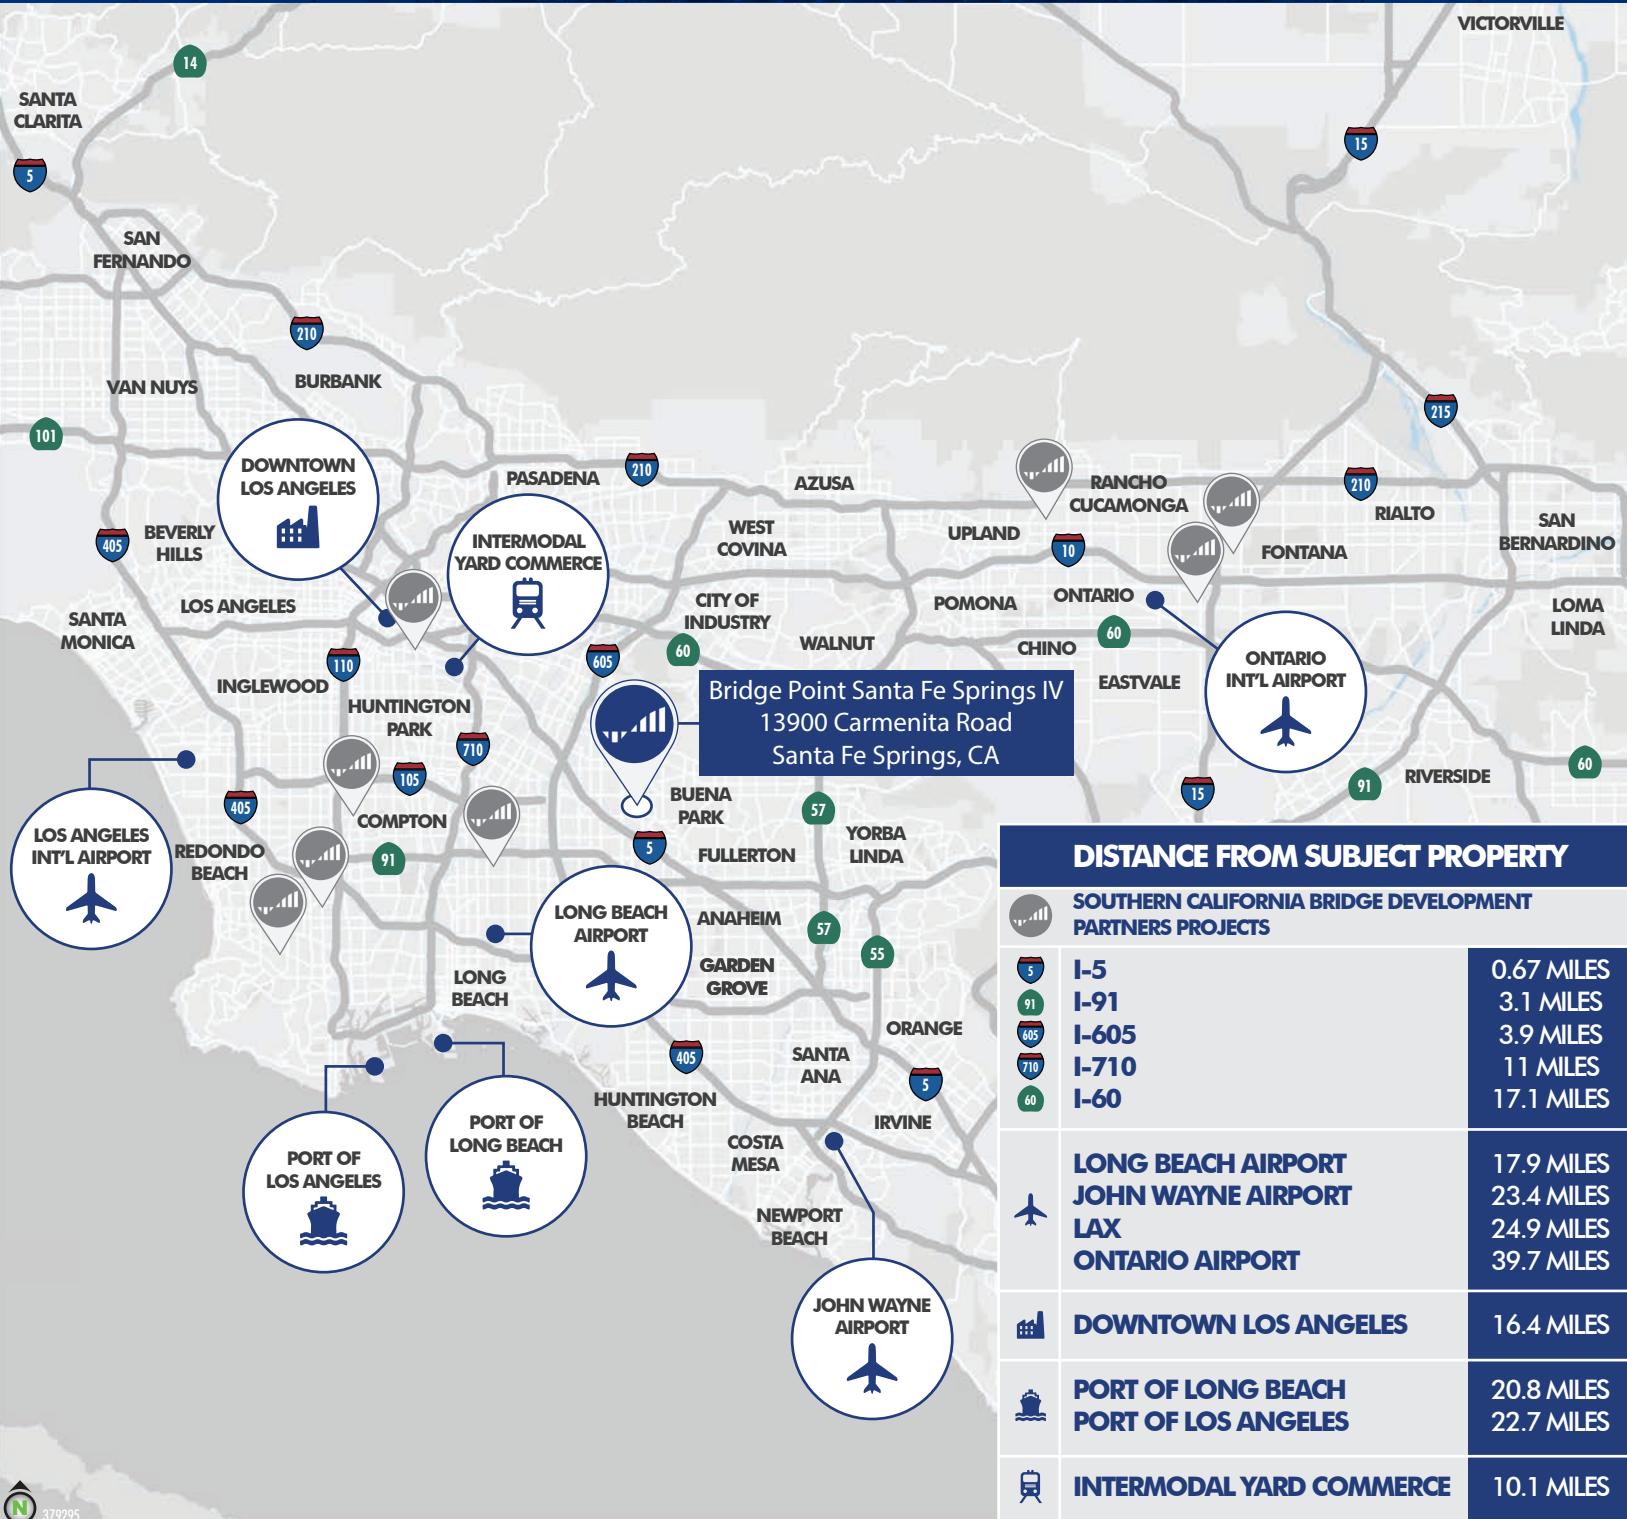 VICTORVILLE
14
SANTA
CLARITA
15
5
SAN
FERNANDO
210
VAN NUYS
BURBANK
215
101
DOWNTOWN
LOS ANGELES
PASADENA
210
AZUSA
RANCHO
CUCAMONGA
210
RIALTO
405
BEVERLY
HILLS
INTERMODAL
YARD COMMERCE
WEST
COVINA
UPLAND
10
FONTANA
SAN
BERNARDINO
SANTA
MONICA
LOS ANGELES
CITY OF
INDUSTRY
POMONA
ONTARIO
LOMA
LINDA
110
605
60
WALNUT
CHINO
60
ONTARIO
INT'L AIRPORT
INGLEWOOD
HUNTINGTON
PARK
710
Bridge Point Santa Fe Springs IV
13900 Carmenita Road
Santa Fe Springs, CA
EASTVALE
105
405
COMPTON
BUENA
PARK
57
15
91
RIVERSIDE
60
LOS ANGELES
INT'L AIRPORT
REDONDO
BEACH
91
5
FULLERTON
YORBA
LINDA
LONG BEACH
AIRPORT
ANAHEIM
57
55
LONG
BEACH
GARDEN
GROVE
ORANGE
405
SANTA
ANA
5
HUNTINGTON
BEACH
IRVINE
COSTA
MESA
PORT OF
LOS ANGELES
PORT OF
LONG BEACH
NEWPORT
BEACH
JOHN WAYNE
AIRPORT
DISTANCE FROM SUBJECT PROPERTY
SOUTHERN CALIFORNIA BRIDGE DEVELOPMENT
PARTNERS PROJECTS
5 I-5 0.67 MILES
91 I-91 3.1 MILES
605 I-605 3.9 MILES
710 I-710 11 MILES
60 I-60 17.1 MILES
LONG BEACH AIRPORT 17.9 MILES
JOHN WAYNE AIRPORT 23.4 MILES
LAX 24.9 MILES
ONTARIO AIRPORT 39.7 MILES
DOWNTOWN LOS ANGELES 16.4 MILES
PORT OF LONG BEACH 20.8 MILES
PORT OF LOS ANGELES 22.7 MILES
INTERMODAL YARD COMMERCE 10.1 MILES
N
379295